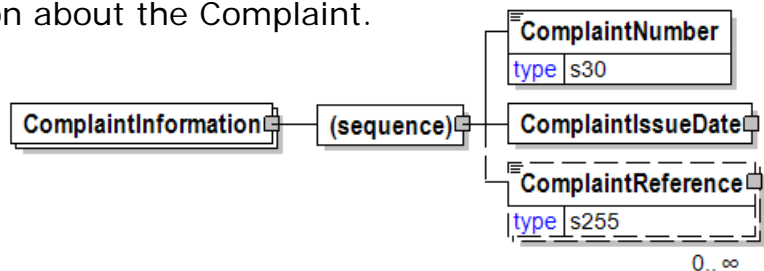 on about the Complaint.
ComplaintNumber
type s30
ComplaintInformation
(sequence)
ComplaintIssueDate
ComplaintReference
type s255
0.. ∞